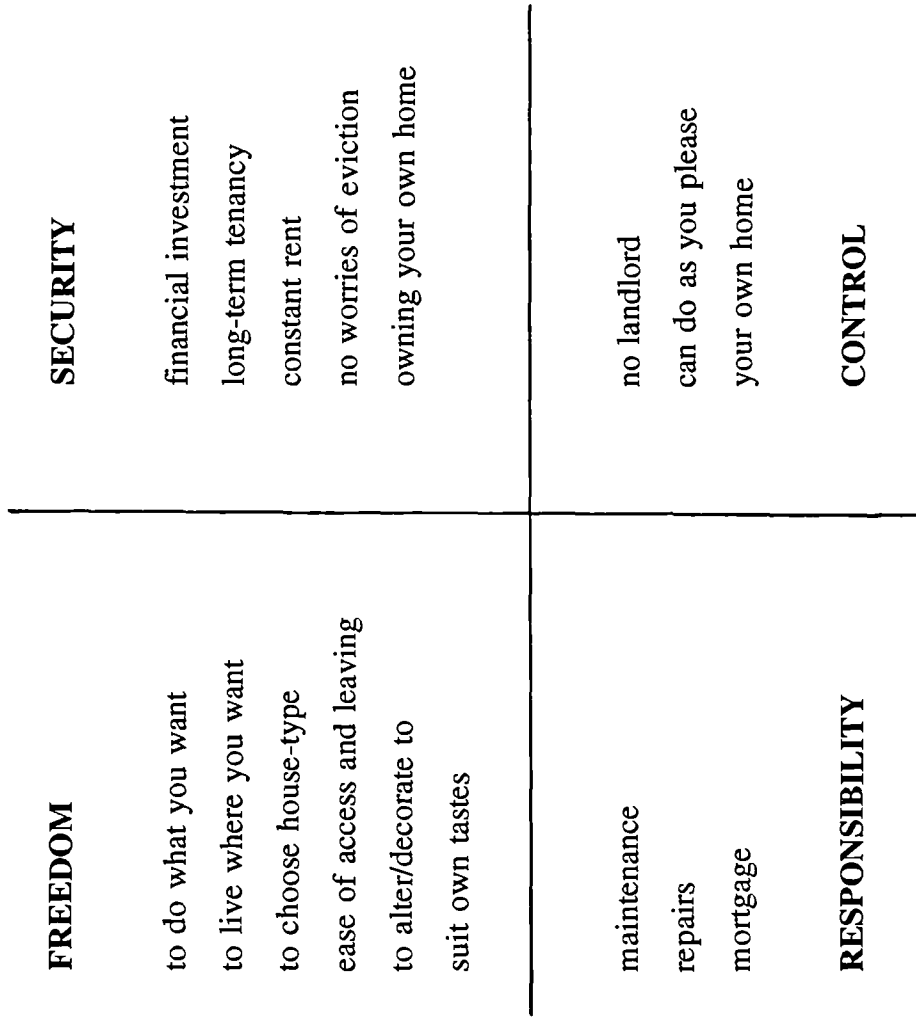 FREEDOM
to do what you want
to live where you want
to choose house-type
ease of access and leaving
to alter/decorate to
suit own tastes
SECURITY
financial investment
long-term tenancy
constant rent
no worries of eviction
owning your own home
maintenance
repairs
mortgage
RESPONSIBILITY
no landlord
can do as you please
your own home
CONTROL